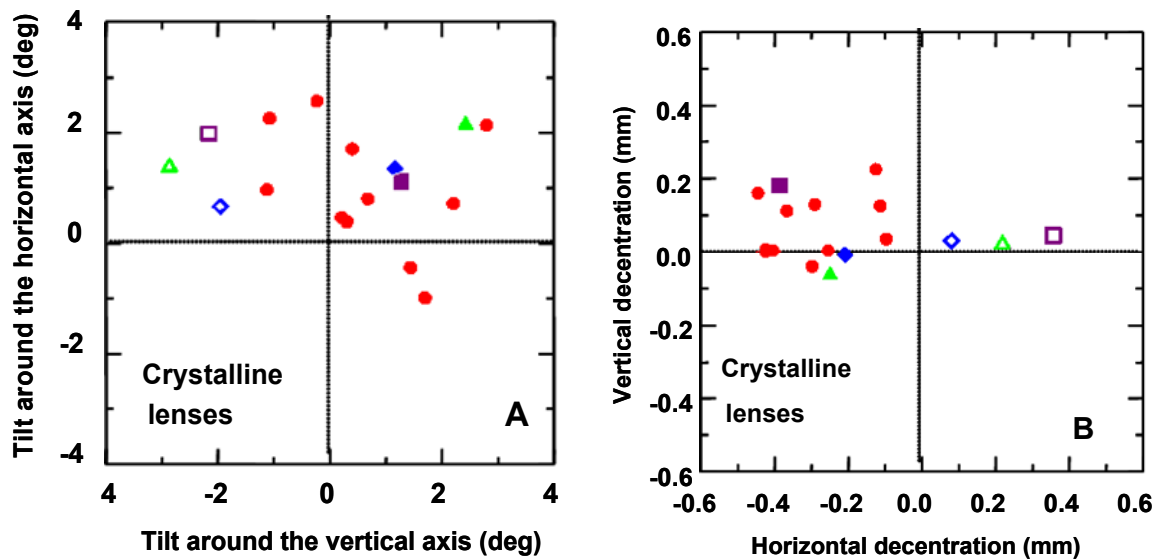 Tilt around the horizontal axis (deg)
4
2
0
-2
-4
Crystalline
lenses
A
4
-2
0
2
4
Tilt around the vertical axis (deg)
Vertical decentration (mm)
0.6
0.4
0.2
0.0
-0.2
-0.4
-0.6
Crystalline
lenses
B
-0.6
-0.4
-0.2
0.0
0.2
0.4
0.6
Horizontal decentration (mm)